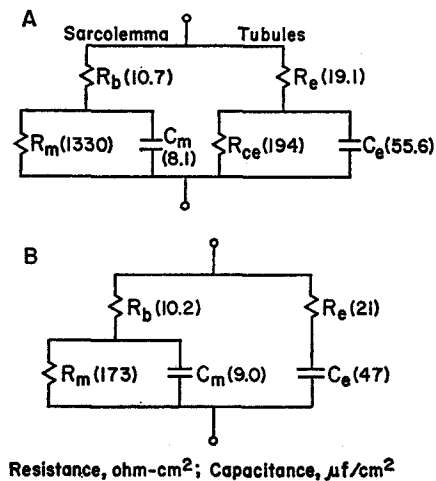 A
Sarcolemma Tubules
Rb(10.7) Re(19.1)
Rm(1330) Cm (8.1) Rce(194) Ce(55.6)
B
Rb(10.2) Re(21)
Rm(173) Cm(9.0) Ce(47)
Resistance, ohm-cm²; Capacitance, μf/cm²